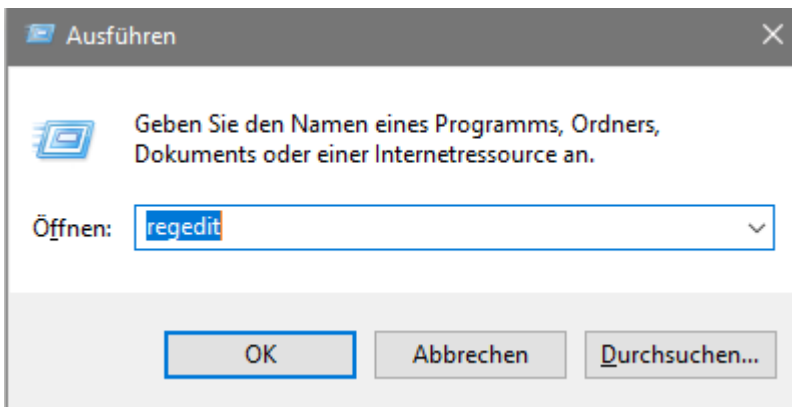 Ausführen
Geben Sie den Namen eines Programms, Ordners,
Dokuments oder einer Internetressource an.
Öffnen: regedit
OK Abbrechen Durchsuchen...